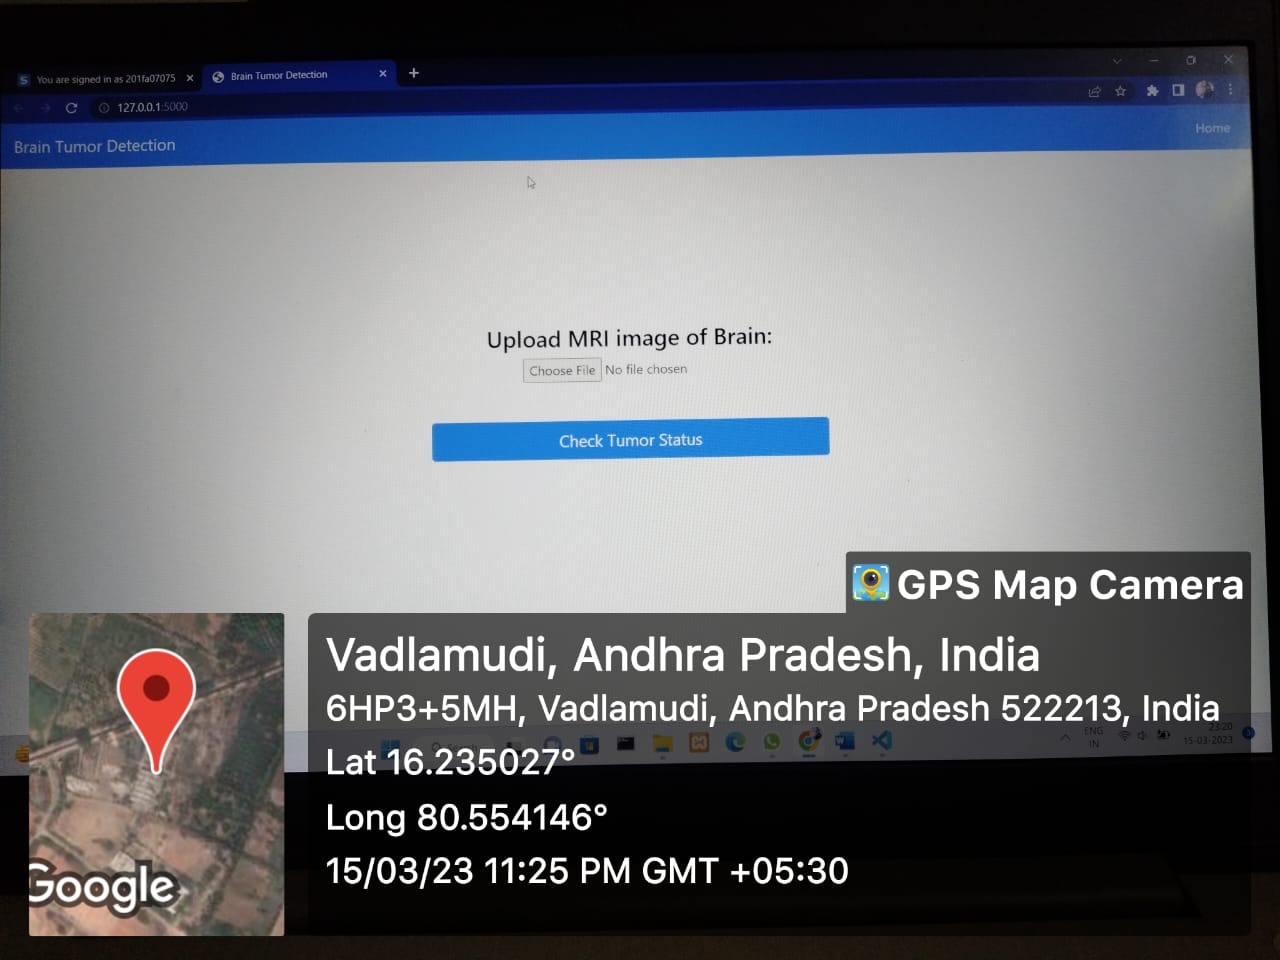 You are signed in as 201fa07075
Brain Tumor Detection
127.0.0.1:5000
Brain Tumor Detection
Home
Upload MRI image of Brain:
Choose File No file chosen
Check Tumor Status
GPS Map Camera
Vadlamudi, Andhra Pradesh, India
6HP3+5MH, Vadlamudi, Andhra Pradesh 522213, India
Lat 16.235027°
Long 80.554146°
15/03/23 11:25 PM GMT +05:30
Google
ENG
IN
23:20
15-03-2023